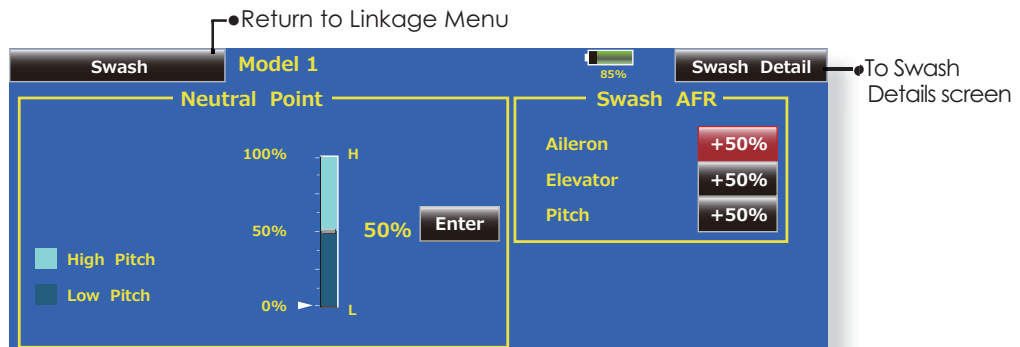 Return to Linkage Menu
Swash Model 1 85% Swash Detail
To Swash
Details screen
Neutral Point
100% H
50% 50% Enter
High Pitch
Low Pitch
0% L
Swash AFR
Aileron +50%
Elevator +50%
Pitch +50%